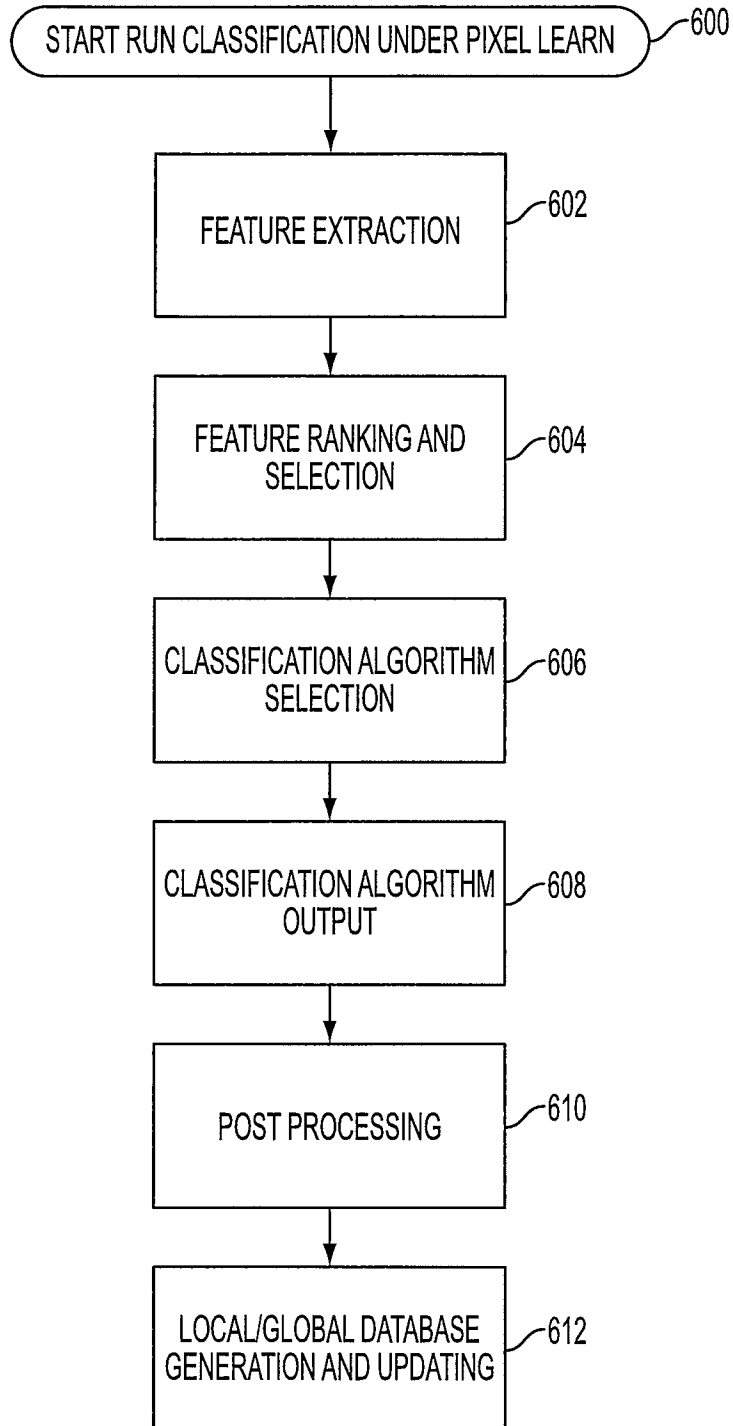 START RUN CLASSIFICATION UNDER PIXEL LEARN
600
FEATURE EXTRACTION
602
FEATURE RANKING AND
SELECTION
604
CLASSIFICATION ALGORITHM
SELECTION
606
CLASSIFICATION ALGORITHM
OUTPUT
608
POST PROCESSING
610
LOCAL/GLOBAL DATABASE
GENERATION AND UPDATING
612